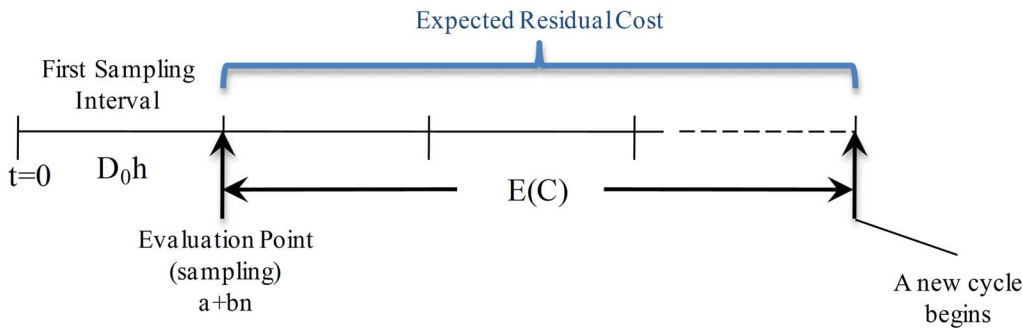 Expected Residual Cost
First Sampling
Interval
t=0
D₀h
E(C)
Evaluation Point
(sampling)
a+bn
A new cycle
begins